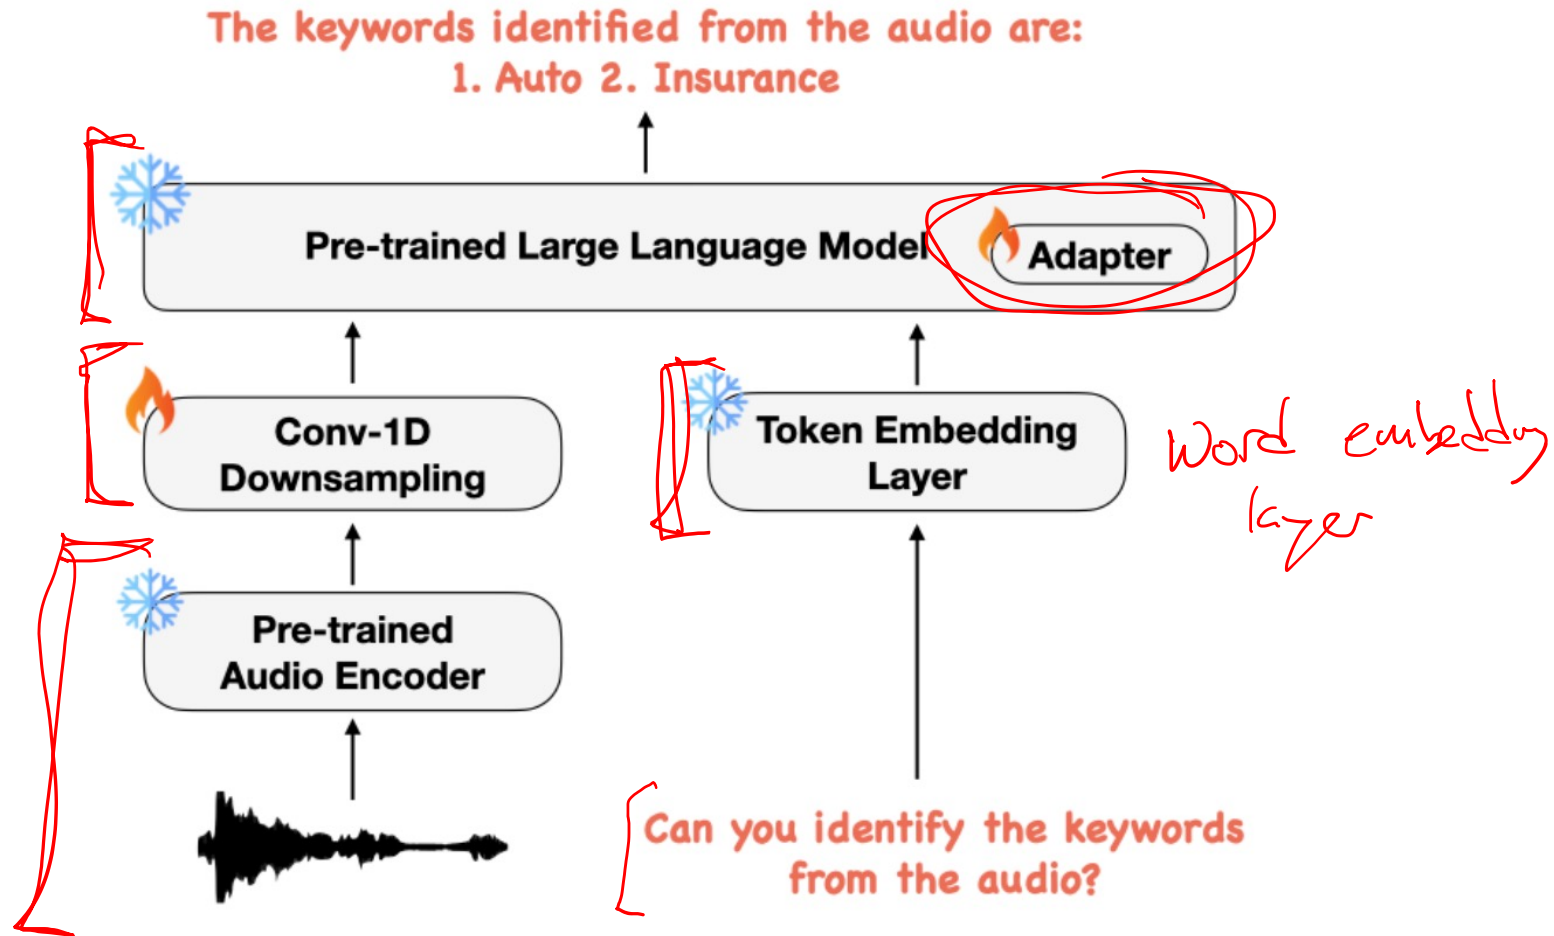 The keywords identified from the audio are:
1. Auto 2. Insurance
Pre-trained Large Language Model
Adapter
Conv-1D
Downsampling
Token Embedding
Layer
Word embedding
layer
Pre-trained
Audio Encoder
Can you identify the keywords
from the audio?